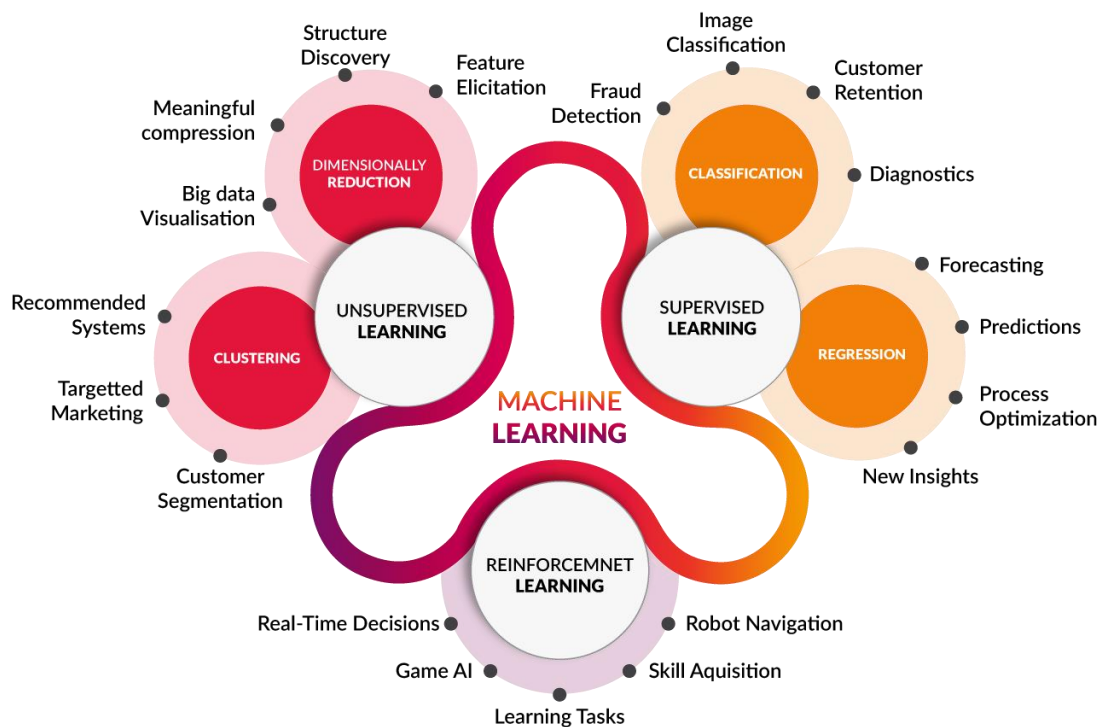 Structure
Discovery
Feature
Elicitation
Meaningful
compression
Big data
Visualisation
DIMENSIONALLY
REDUCTION
Recommended
Systems
Targetted
Marketing
Customer
Segmentation
CLUSTERING
UNSUPERVISED
LEARNING
Image
Classification
Fraud
Detection
Customer
Retention
Diagnostics
CLASSIFICATION
SUPERVISED
LEARNING
Forecasting
Predictions
Process
Optimization
New Insights
REGRESSION
MACHINE
LEARNING
REINFORCEMNET
LEARNING
Real-Time Decisions
Game AI
Learning Tasks
Skill Aquisition
Robot Navigation